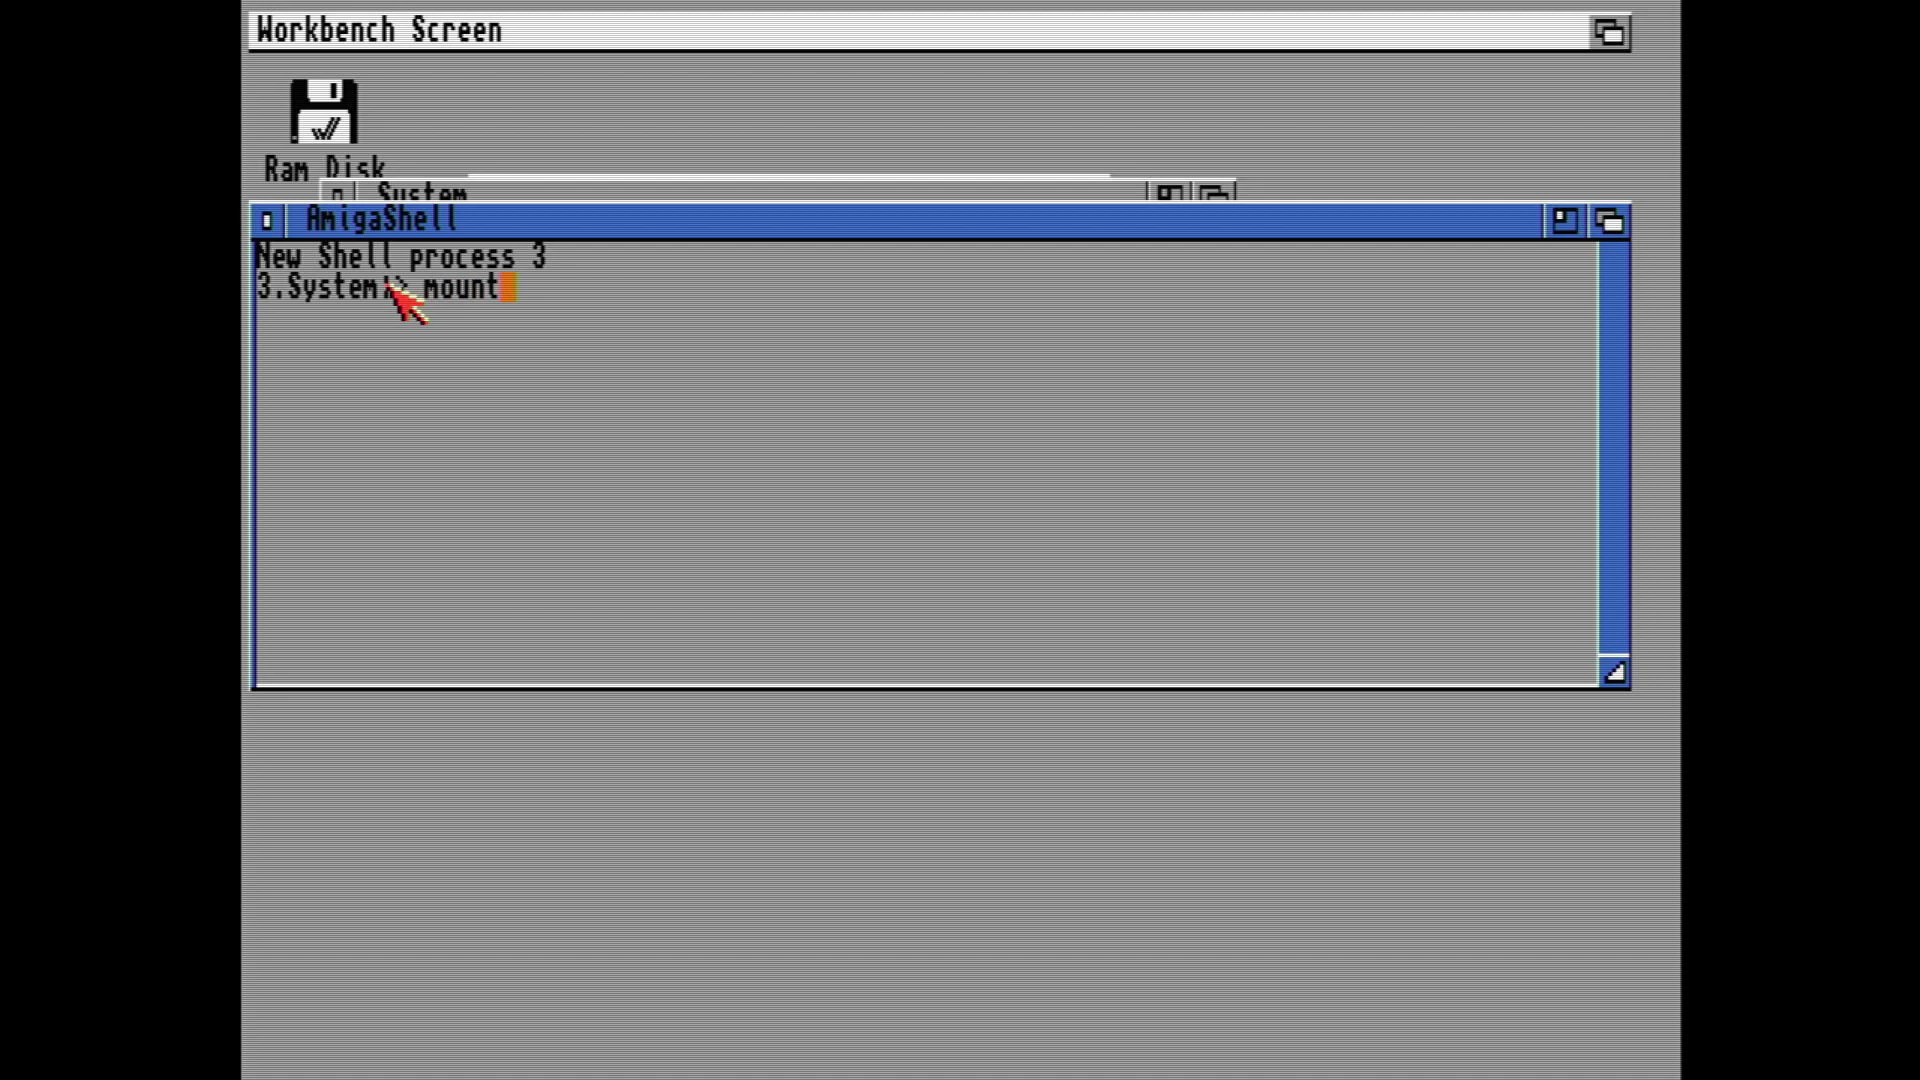 Workbench Screen
Ram Disk
System
AmigaShell
New Shell process 3
3.System:> mount